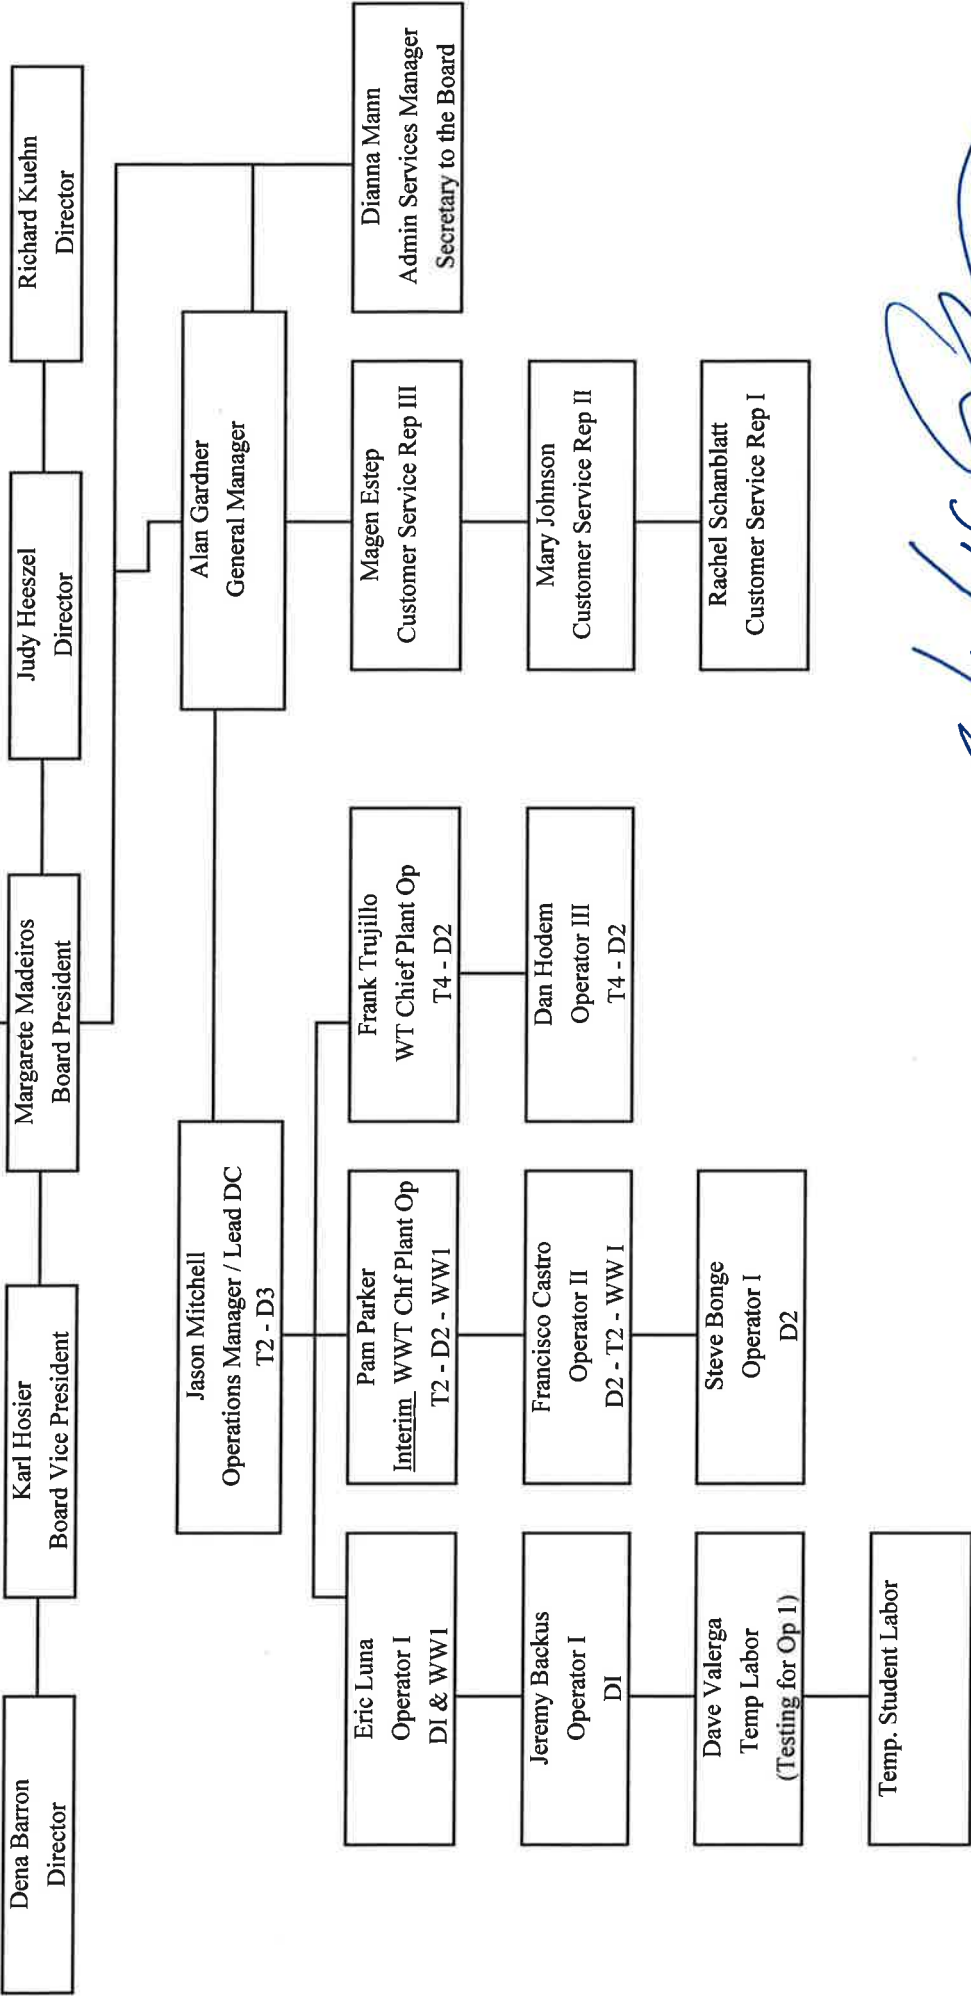 Dena Barron
Director
Karl Hosier
Board Vice President
Margarete Madeiros
Board President
Judy Heeszel
Director
Richard Kuehn
Director
Jason Mitchell
Operations Manager / Lead DC
T2 - D3
Alan Gardner
General Manager
Eric Luna
Operator I
DI & WW1
Pam Parker
Interim WWT Chf Plant Op
T2 - D2 - WW1
Frank Trujillo
WT Chief Plant Op
T4 - D2
Magen Estep
Customer Service Rep III
Dianna Mann
Admin Services Manager
Secretary to the Board
Jeremy Backus
Operator I
DI
Francisco Castro
Operator II
D2 - T2 - WW I
Dan Hodem
Operator III
T4 - D2
Mary Johnson
Customer Service Rep II
Dave Valerga
Temp Labor
(Testing for Op 1)
Steve Bonge
Operator I
D2
Rachel Schanblatt
Customer Service Rep I
Temp. Student Labor